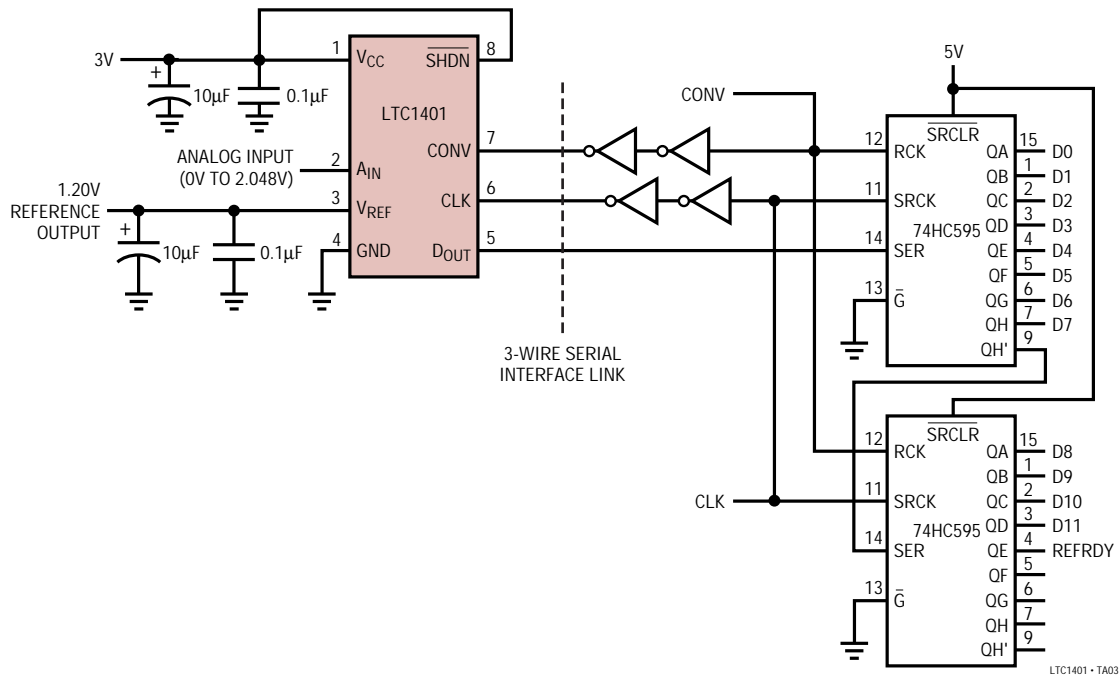 3V
+
10µF
0.1µF
1
VCC
SHDN
8
LTC1401
ANALOG INPUT
(0V TO 2.048V)
2
AIN
CONV
7
1.20V
REFERENCE
OUTPUT
3
VREF
CLK
6
+
10µF
0.1µF
4
GND
DOUT
5
3-WIRE SERIAL
INTERFACE LINK
CONV
CLK
5V
SRCLR
12
RCK
QA
15
D0
QB
1
D1
11
SRCK
QC
2
D2
74HC595
QD
3
D3
14
SER
QE
4
D4
QF
5
D5
13
G
QG
6
D6
QH
7
D7
QH'
9
SRCLR
12
RCK
QA
15
D8
QB
1
D9
11
SRCK
QC
2
D10
74HC595
QD
3
D11
14
SER
QE
4
REFRDY
QF
5
13
G
QG
6
QH
7
QH'
9
LTC1401 • TA03